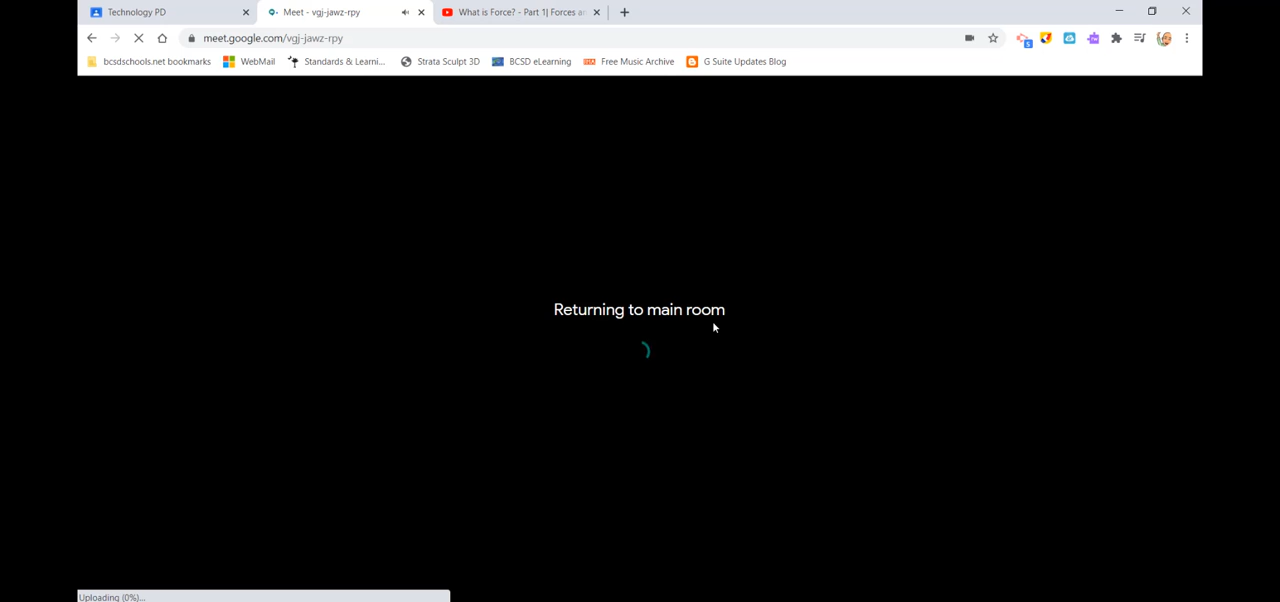 Technology PD
Meet - vgj-jawz-rpy
What is Force? - Part 1| Forces a
meet.google.com/vgj-jawz-rpy
5
bcsdschools.net bookmarks
WebMail
Standards & Learni...
Strata Sculpt 3D
BCSD eLearning
Free Music Archive
G Suite Updates Blog
Returning to main room
Uploading (0%)...